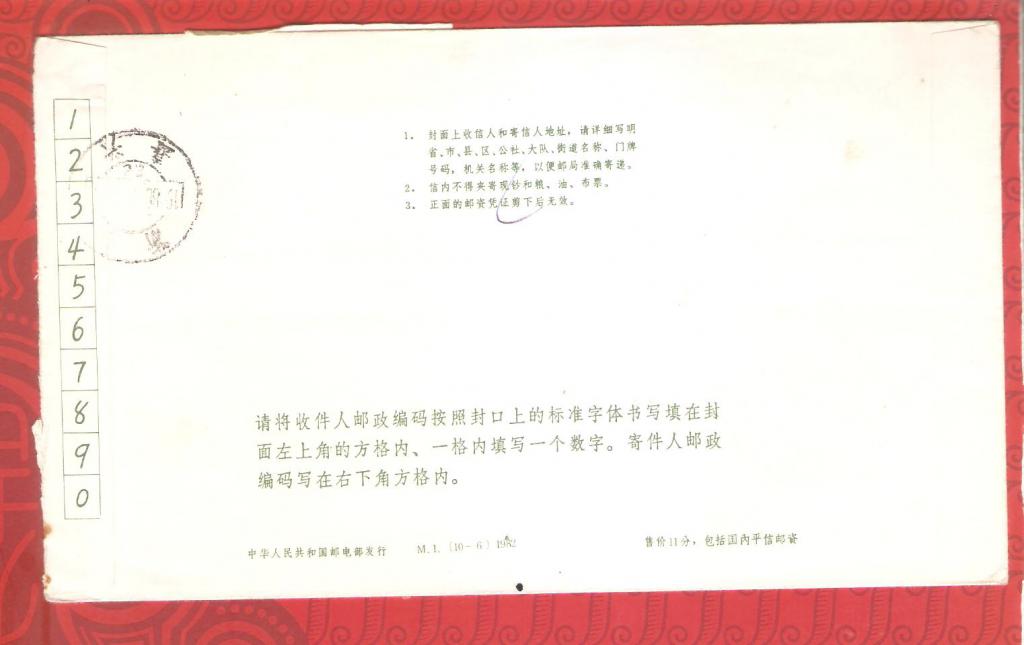 1
2
3
4
5
6
7
8
9
0
1. 封面上收信人和寄信人地址,请详细写明
省、市、县、区、公社、大队、街道名称、门牌
号码,机关名称等,以便邮局准确寄递。
2. 信内不得夹寄现钞和粮、油、布票。
3. 正面的邮资凭证剪下后无效。
请将收件人邮政编码按照封口上的标准字体书写填在封
面左上角的方格内、一格内填写一个数字。寄件人邮政
编码写在右下角方格内。
中华人民共和国邮电部发行 M.1.(10-6)1982 售价11分,包括国内平信邮资